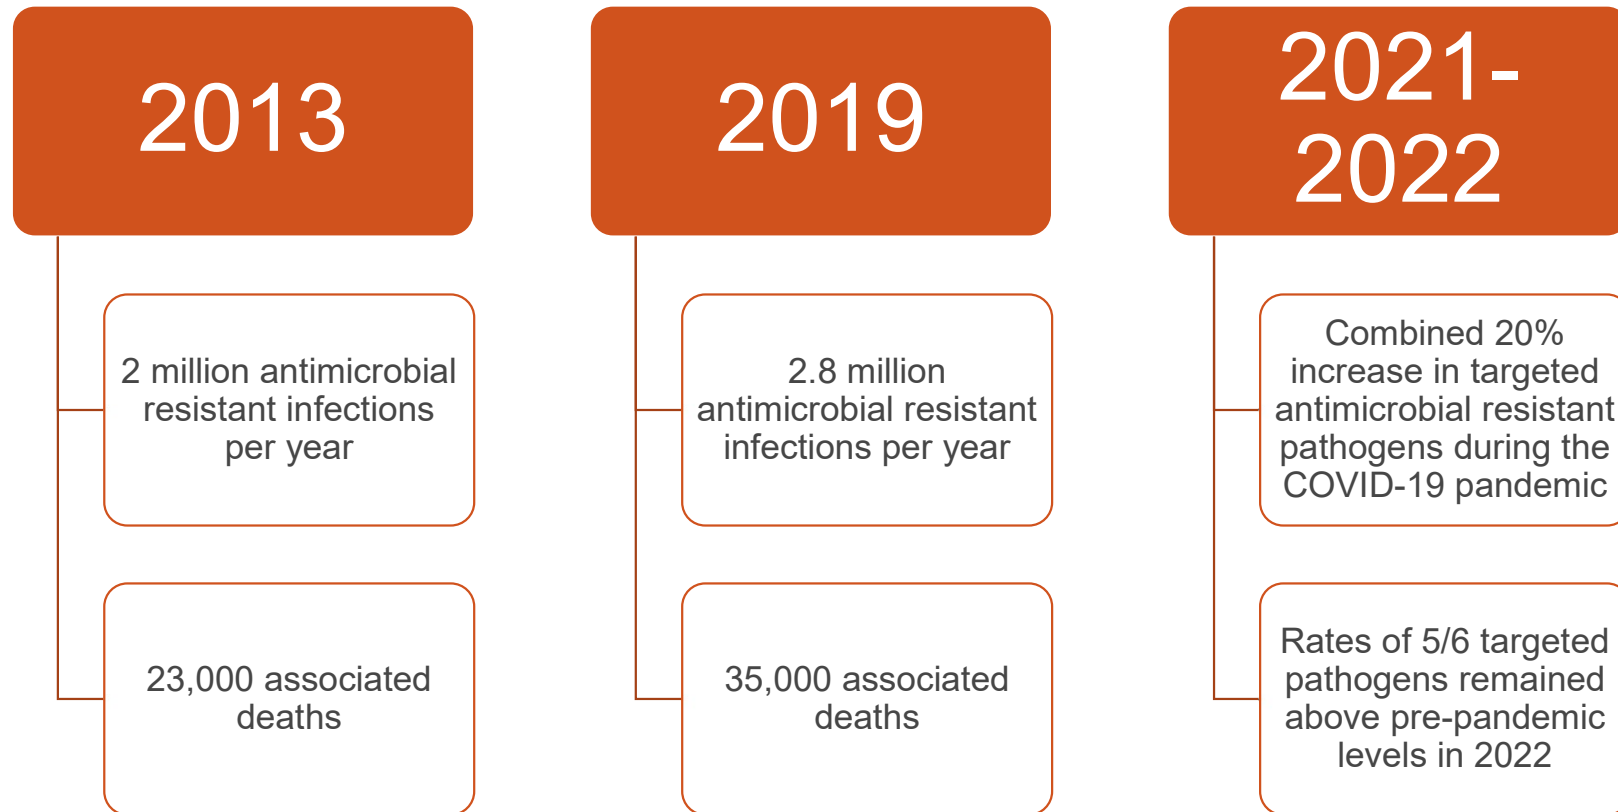 2013
2 million antimicrobial
resistant infections
per year
23,000 associated
deaths
2019
2.8 million
antimicrobial resistant
infections per year
35,000 associated
deaths
2021-
2022
Combined 20%
increase in targeted
antimicrobial resistant
pathogens during the
COVID-19 pandemic
Rates of 5/6 targeted
pathogens remained
above pre-pandemic
levels in 2022